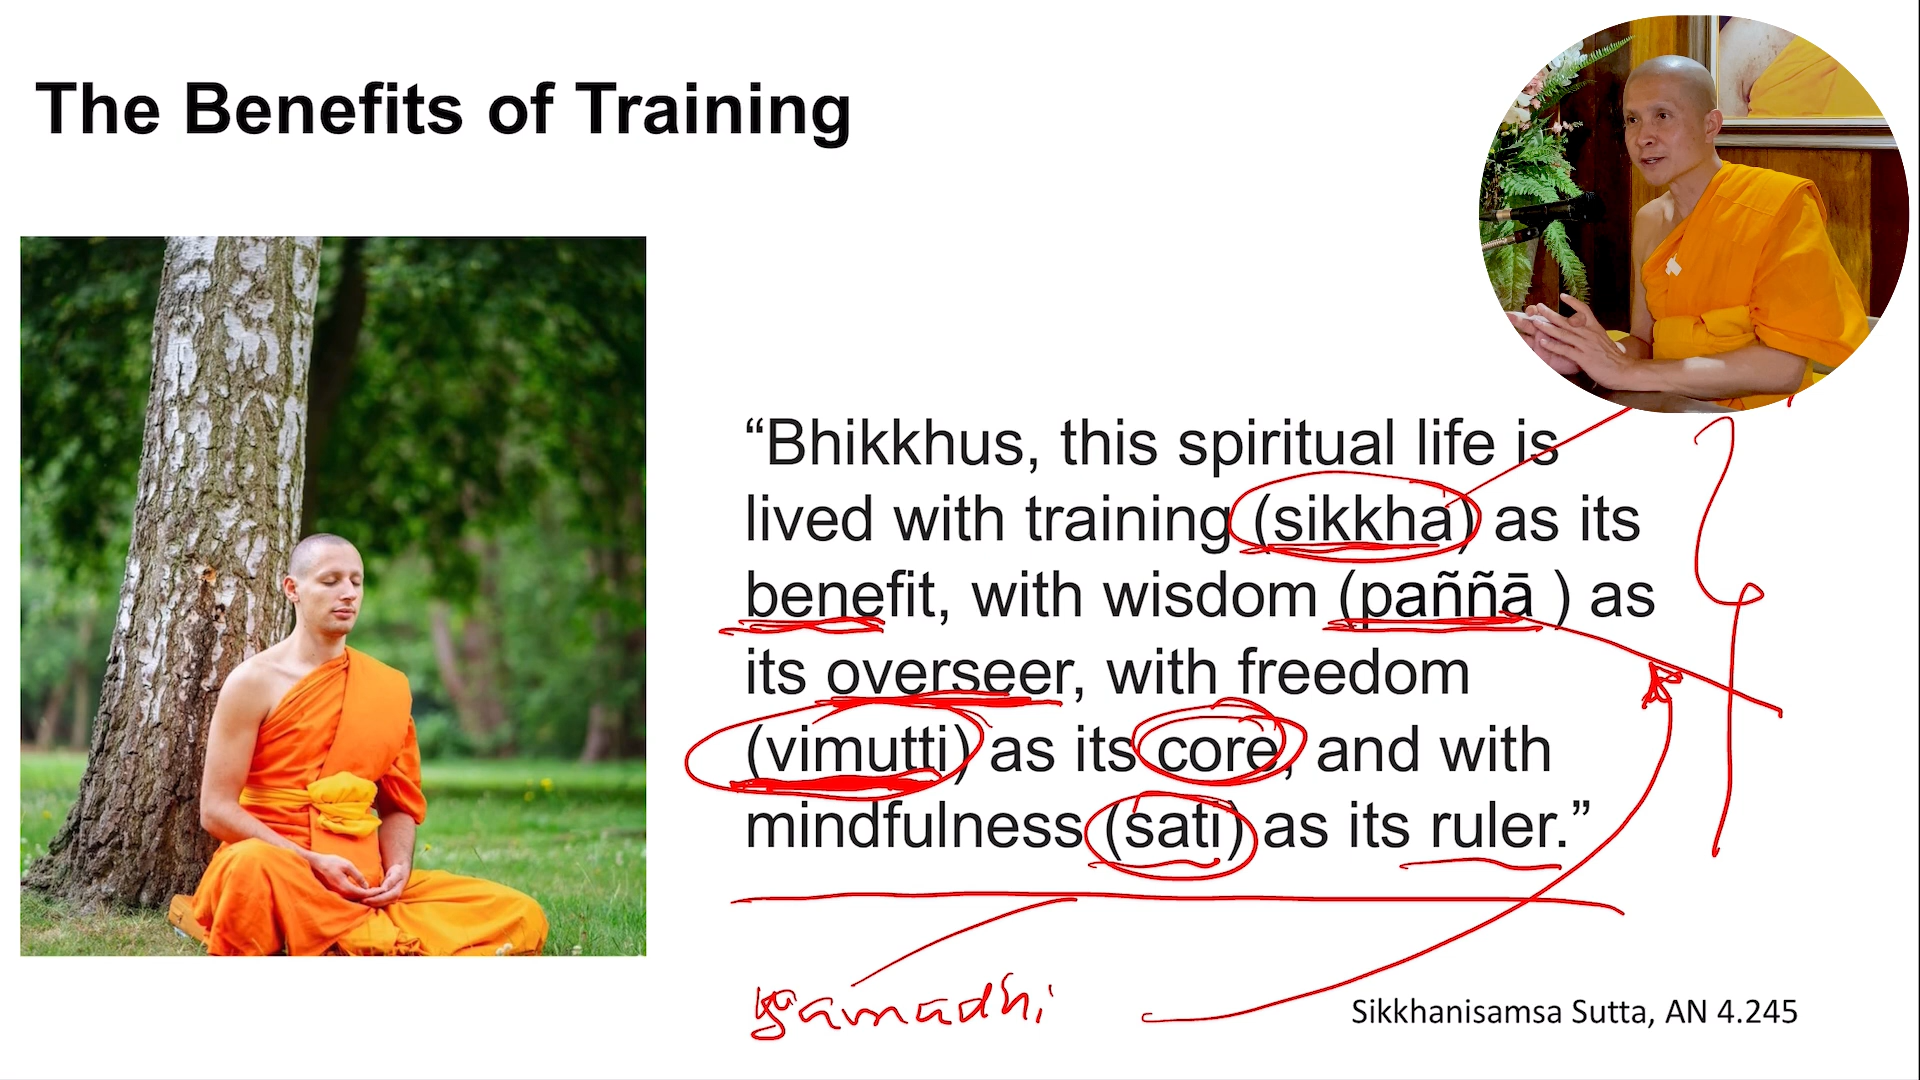 The Benefits of Training
“Bhikkhus, this spiritual life is
lived with training (sikkha) as its
benefit, with wisdom (paññā ) as
its overseer, with freedom
(vimutti) as its core, and with
mindfulness (sati) as its ruler.”
samādhi
Sikkhanisamsa Sutta, AN 4.245